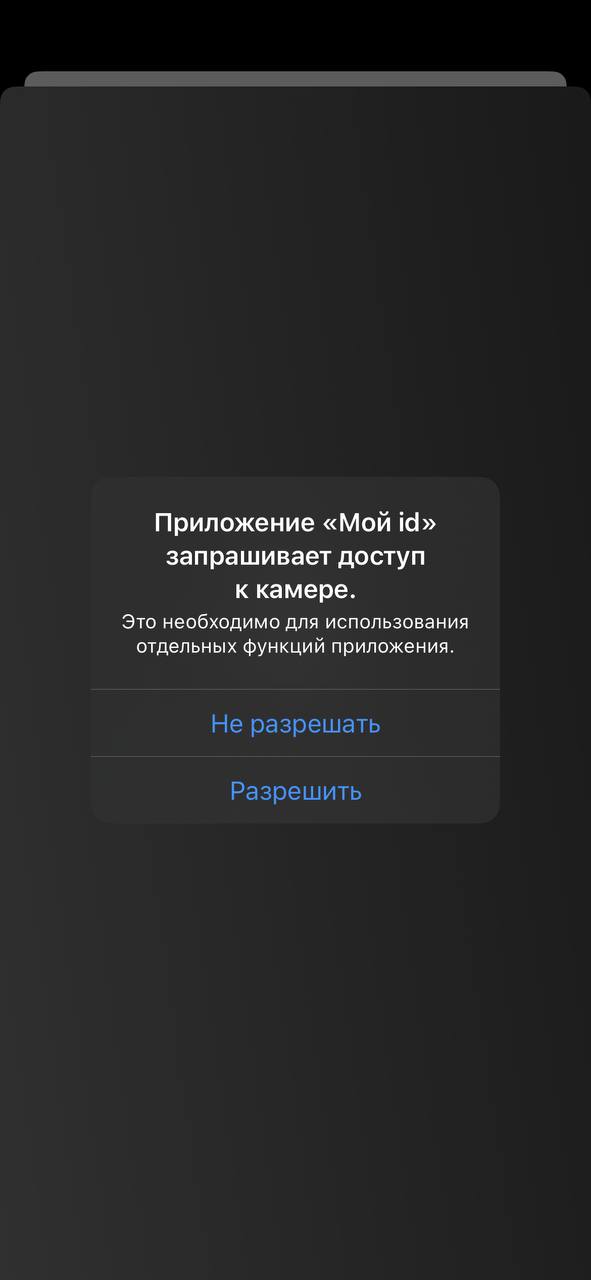 Приложение «Мой id»
запрашивает доступ
к камере.
Это необходимо для использования
отдельных функций приложения.
Не разрешать
Разрешить